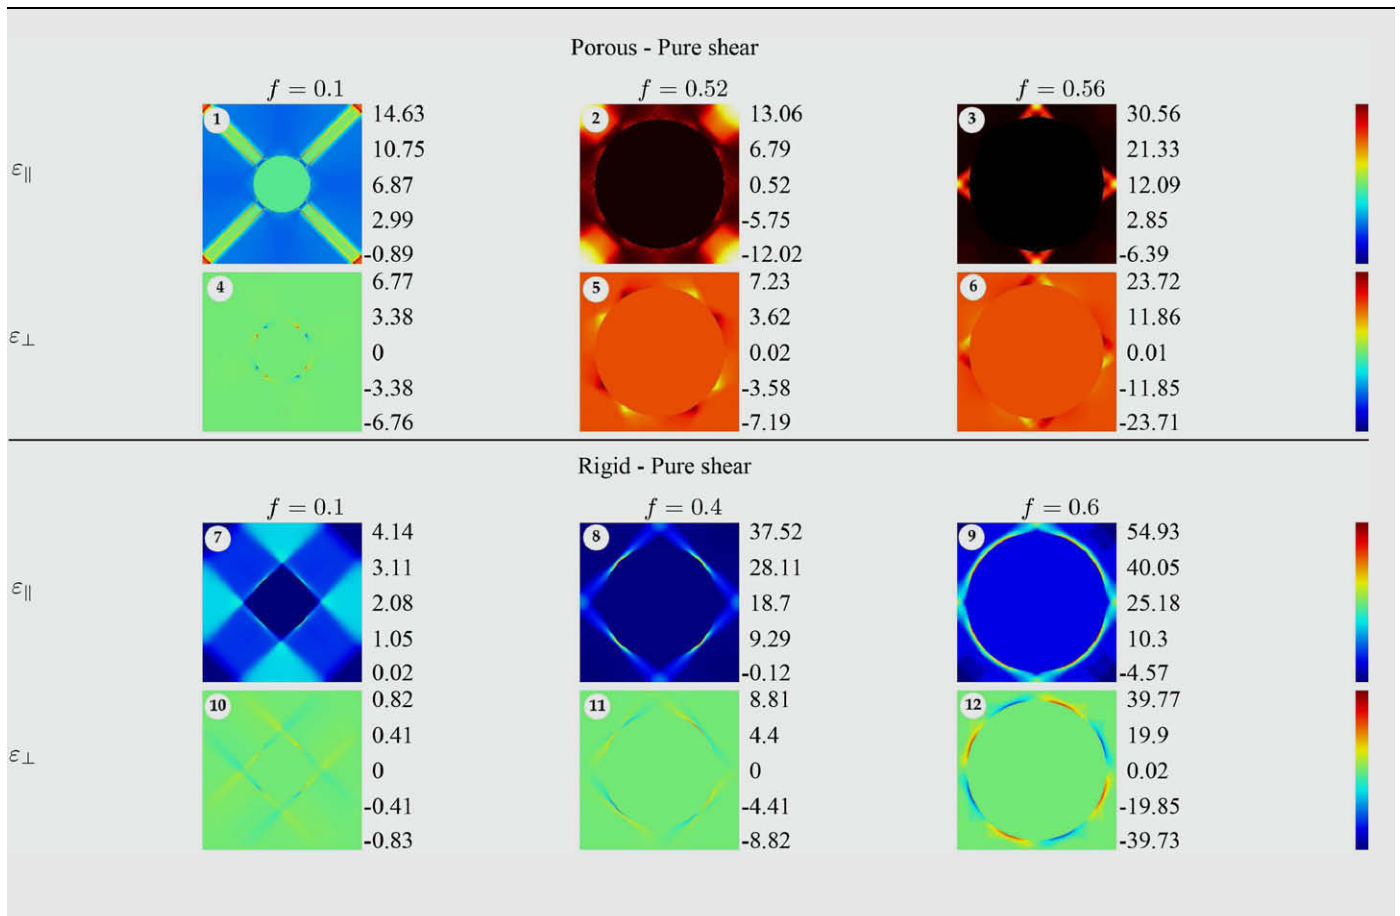 Porous - Pure shear
f = 0.1 f = 0.52 f = 0.56
ε∥
1 14.63 10.75 6.87 2.99 -0.89
2 13.06 6.79 0.52 -5.75 -12.02
3 30.56 21.33 12.09 2.85 -6.39
ε⊥
4 6.77 3.38 0 -3.38 -6.76
5 7.23 3.62 0.02 -3.58 -7.19
6 23.72 11.86 0.01 -11.85 -23.71
Rigid - Pure shear
f = 0.1 f = 0.4 f = 0.6
ε∥
7 4.14 3.11 2.08 1.05 0.02
8 37.52 28.11 18.7 9.29 -0.12
9 54.93 40.05 25.18 10.3 -4.57
ε⊥
10 0.82 0.41 0 -0.41 -0.83
11 8.81 4.4 0 -4.41 -8.82
12 39.77 19.9 0.02 -19.85 -39.73